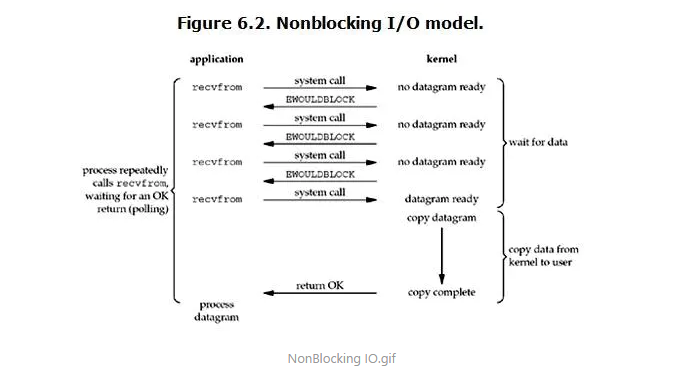 Figure 6.2. Nonblocking I/O model.
application kernel
recvfrom system call no datagram ready
EWOULDBLOCK
recvfrom system call no datagram ready
EWOULDBLOCK
wait for data
recvfrom system call no datagram ready
process repeatedly
calls recvfrom,
waiting for an OK
return (polling)
EWOULDBLOCK
recvfrom system call datagram ready
copy datagram
copy data from
kernel to user
return OK copy complete
process
datagram
NonBlocking IO.gif